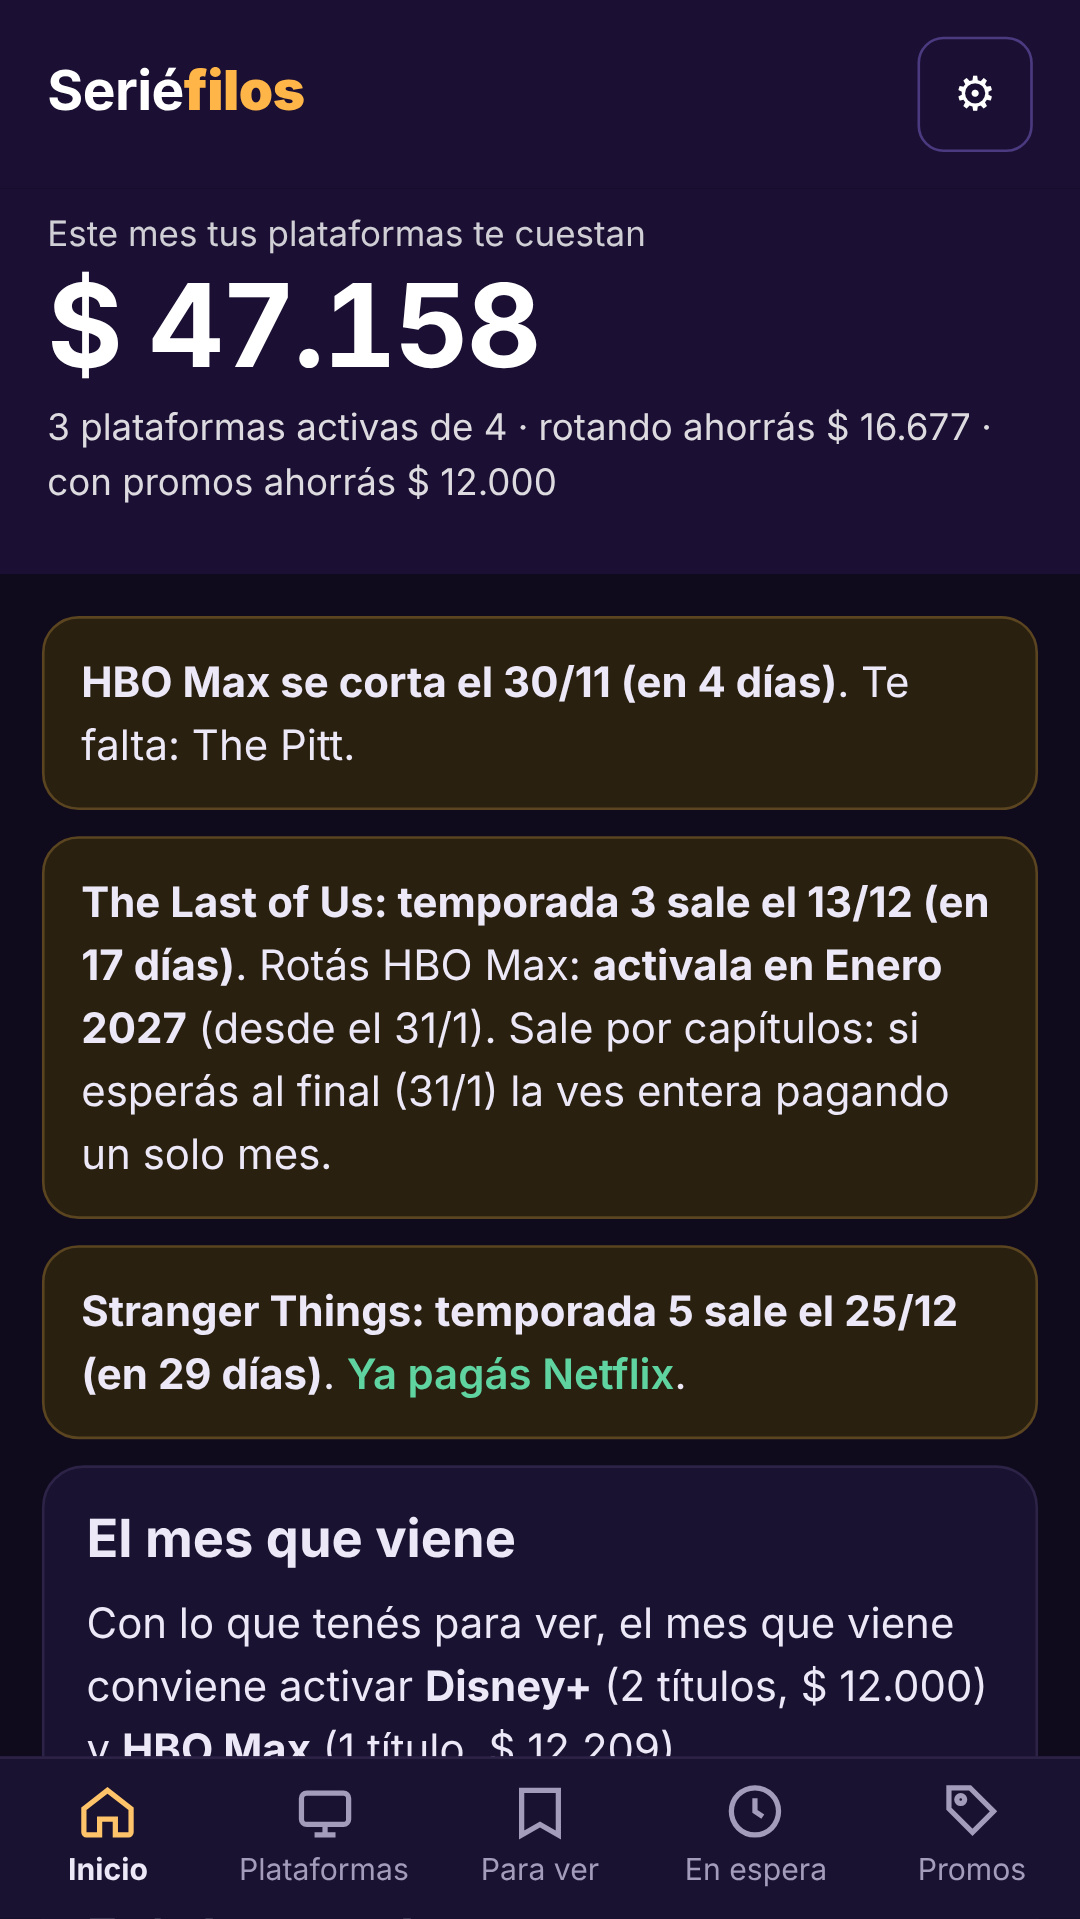 Seriéfilos
Este mes tus plataformas te cuestan
$ 47.158
3 plataformas activas de 4 · rotando ahorrás $ 16.677 ·
con promos ahorrás $ 12.000
HBO Max se corta el 30/11 (en 4 días). Te
falta: The Pitt.
The Last of Us: temporada 3 sale el 13/12 (en
17 días). Rotás HBO Max: activala en Enero
2027 (desde el 31/1). Sale por capítulos: si
esperás al final (31/1) la ves entera pagando
un solo mes.
Stranger Things: temporada 5 sale el 25/12
(en 29 días). Ya pagás Netflix.
El mes que viene
Con lo que tenés para ver, el mes que viene
conviene activar Disney+ (2 títulos, $ 12.000)
y HBO Max (1 título, $ 12.209)
Inicio
Plataformas
Para ver
En espera
Promos